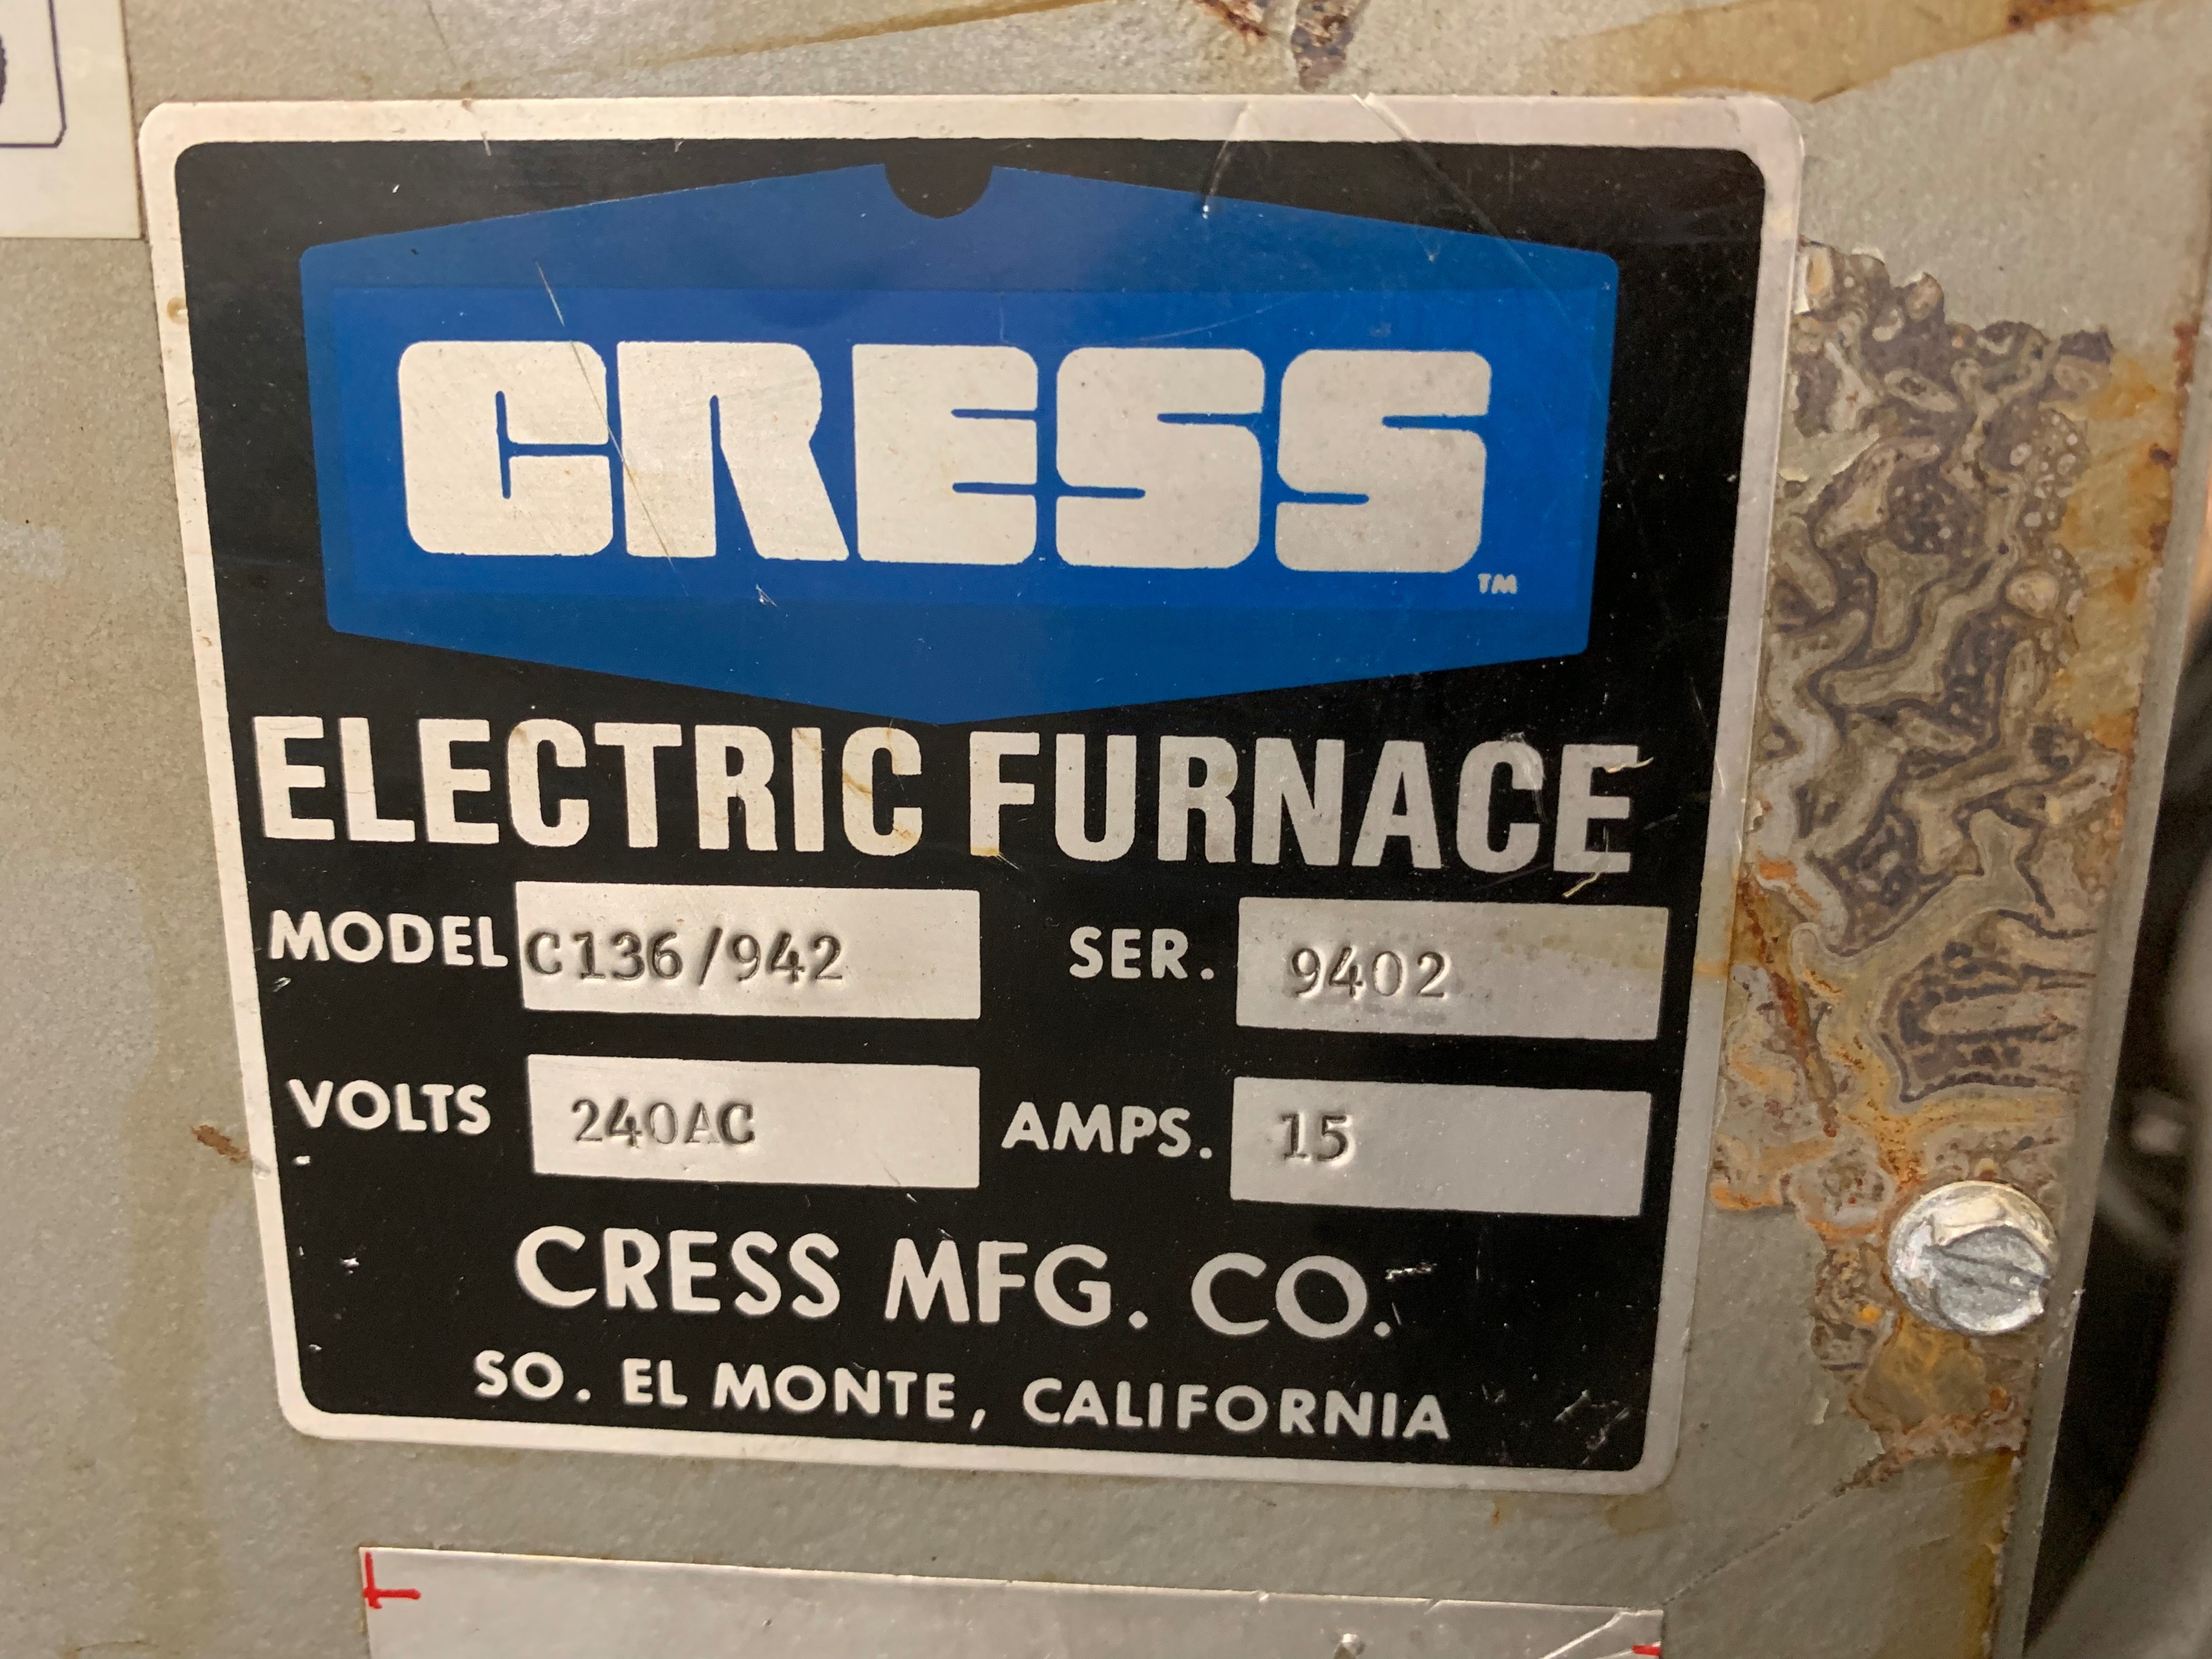 CRESS
TM
ELECTRIC FURNACE
MODEL C136/942 SER. 9402
VOLTS 240AC AMPS. 15
CRESS MFG. CO.
SO. EL MONTE, CALIFORNIA